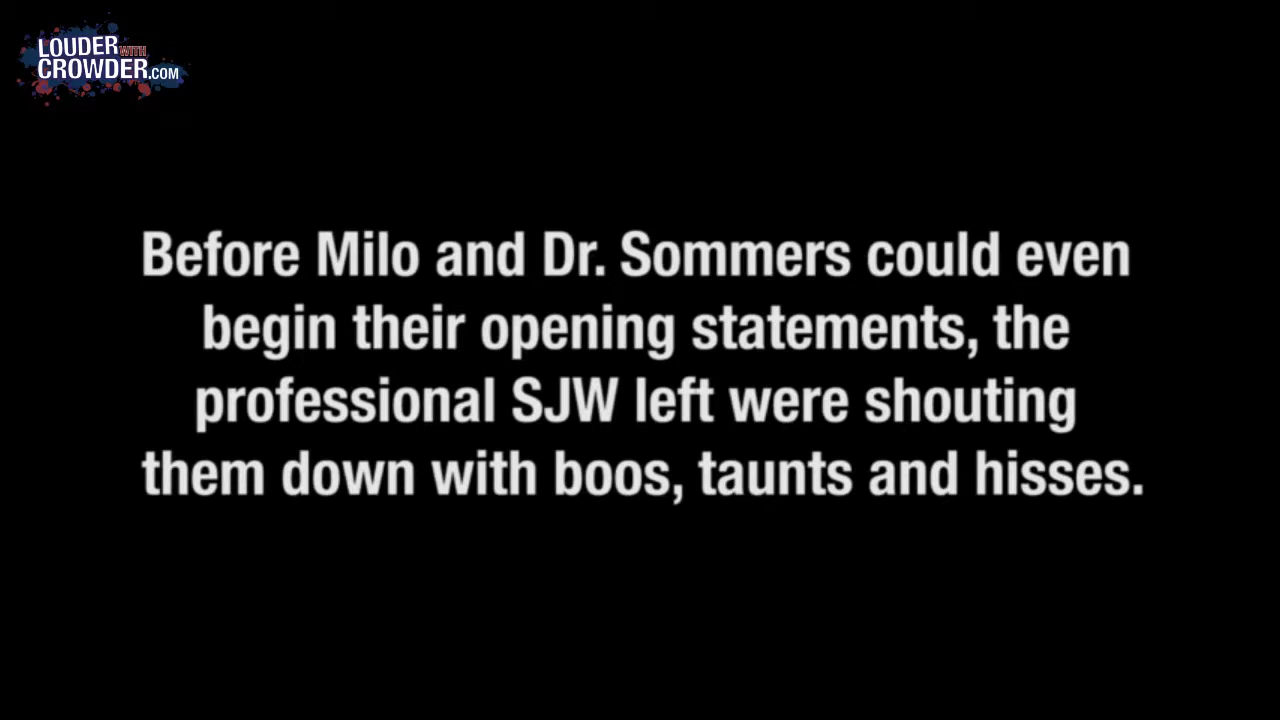 LOUDER WITH
CROWDER.COM
Before Milo and Dr. Sommers could even
begin their opening statements, the
professional SJW left were shouting
them down with boos, taunts and hisses.